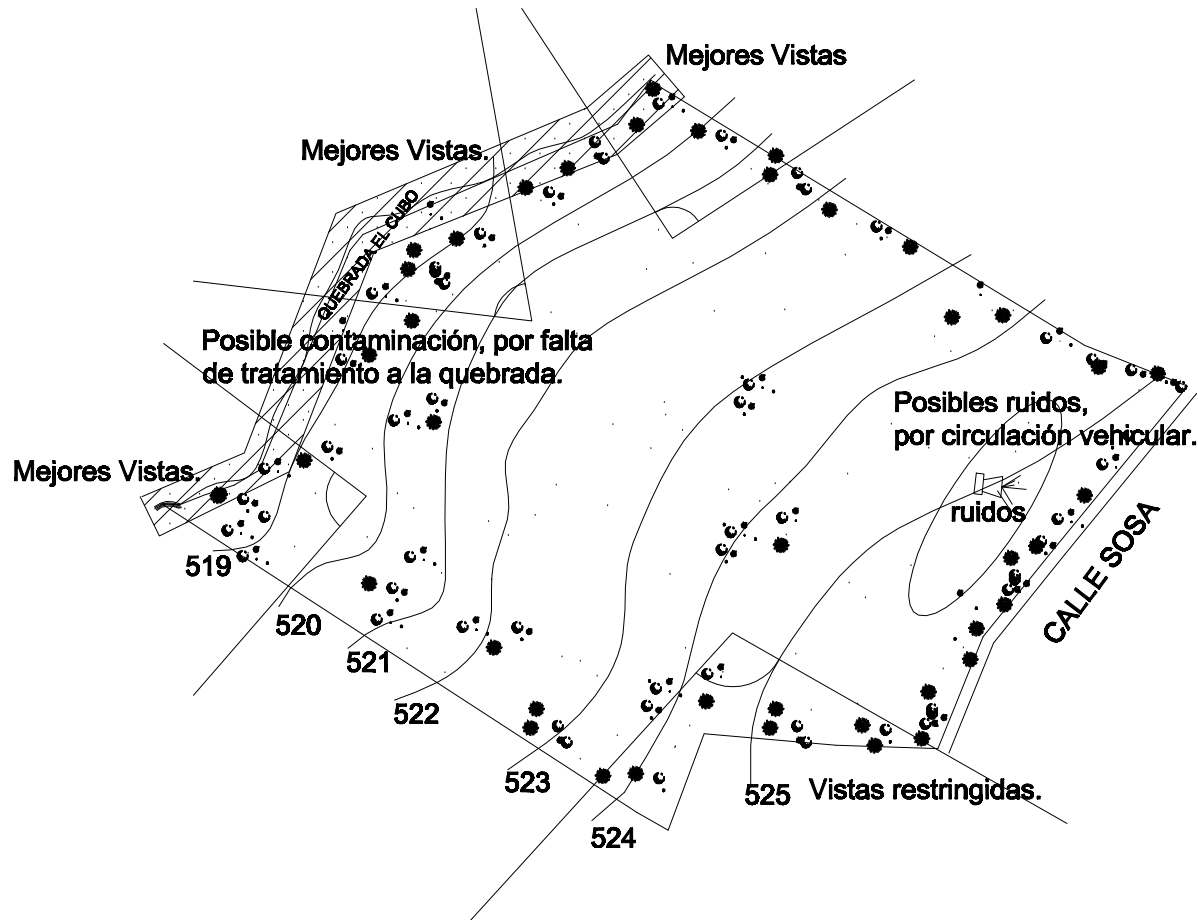 Mejores Vistas
Mejores Vistas.
QUEBRADA EL CUBO
Posible contaminación, por falta
de tratamiento a la quebrada.
Posibles ruidos,
por circulación vehicular.
Mejores Vistas.
ruidos
CALLE SOSA
519
520
521
522
523
524
525
Vistas restringidas.